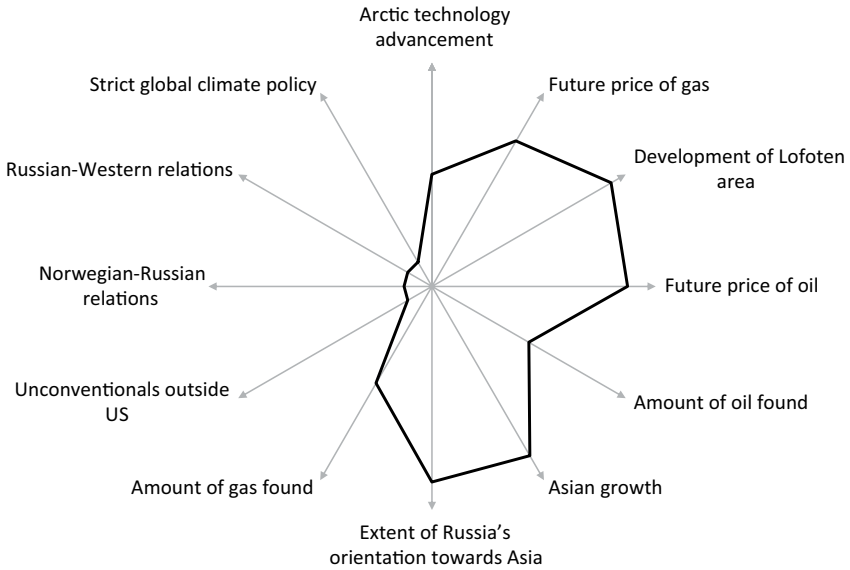 Arctic technology
advancement
Strict global climate policy
Future price of gas
Russian-Western relations
Development of Lofoten
area
Norwegian-Russian
relations
Future price of oil
Unconventionals outside
US
Amount of oil found
Amount of gas found
Asian growth
Extent of Russia’s
orientation towards Asia